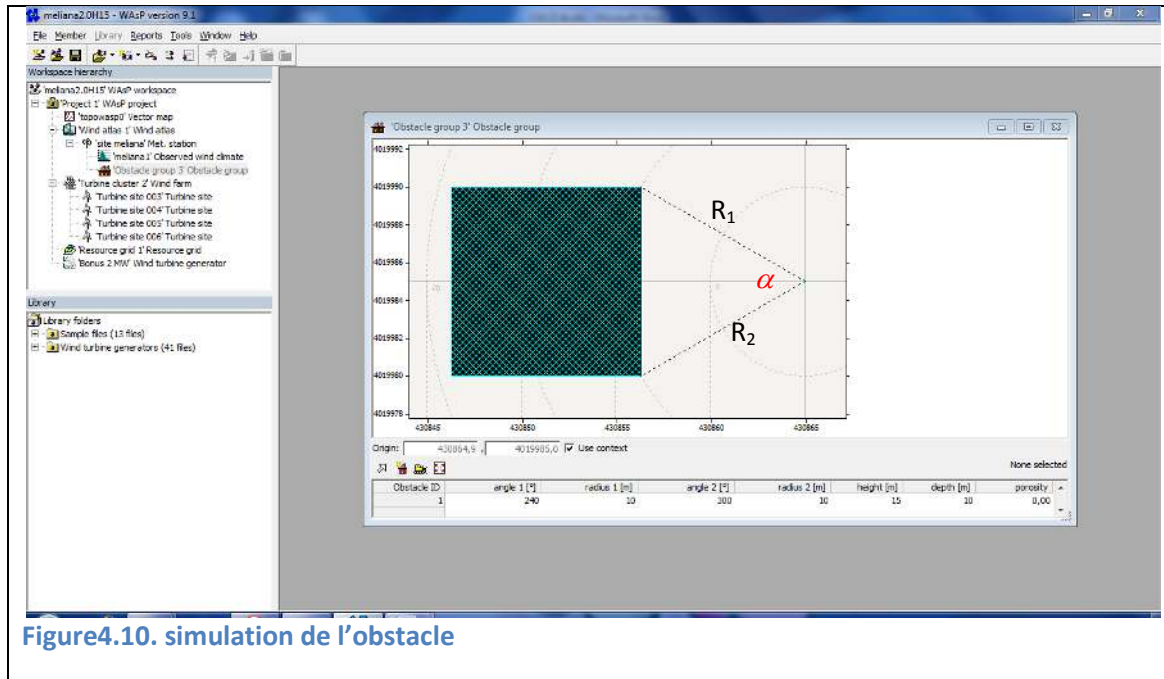 meliana2.0H15 - WAsP version 9.1
File Member Library Reports Tools Window Help
Workspace hierarchy
'meliana2.0H15' WAsP workspace
'Project 1' WAsP project
'topowasp0' Vector map
'Wind atlas 1' Wind atlas
'site meliana' Met. station
'meliana1' Observed wind climate
'Obstacle group 3' Obstacle group
'Turbine cluster 2' Wind farm
'Turbine site 003' Turbine site
'Turbine site 004' Turbine site
'Turbine site 005' Turbine site
'Turbine site 006' Turbine site
'Resource grid 1' Resource grid
'Bonus 2 MW' Wind turbine generator
Library
Library folders
Sample files (13 files)
Wind turbine generators (41 files)
'Obstacle group 3' Obstacle group
4019992
4019990
4019988
4019986
4019984
4019982
4019980
4019978
R1
α
R2
430845 430850 430855 430860 430865
Origin: 430864,9 , 4019985,0 Use context
None selected
Obstacle ID angle 1 [°] radius 1 [m] angle 2 [°] radius 2 [m] height [m] depth [m] porosity
1 240 10 300 10 15 10 0,00
Figure4.10. simulation de l'obstacle